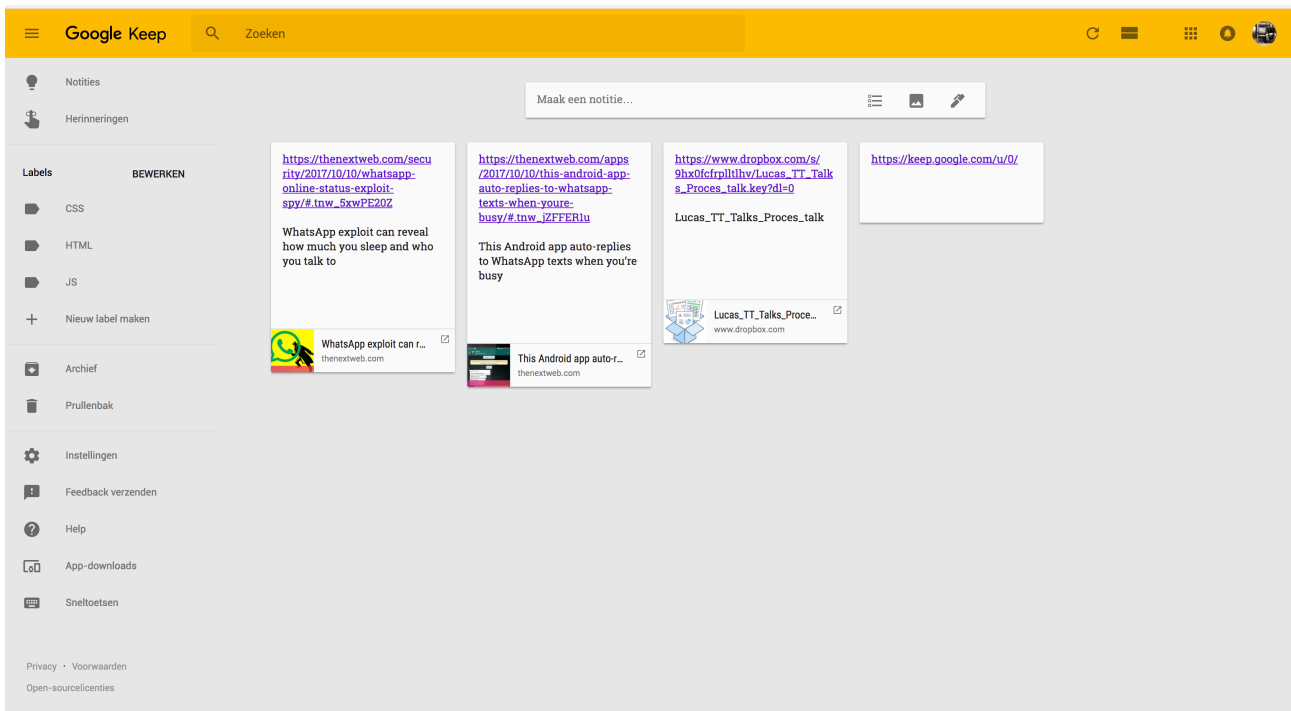 Google Keep
Zoeken
Notities
Herinneringen
Labels
BEWERKEN
CSS
HTML
JS
Nieuw label maken
Archief
Prullenbak
Instellingen
Feedback verzenden
Help
App-downloads
Sneltoetsen
Privacy • Voorwaarden
Open-sourcelicenties
Maak een notitie…
https://thenextweb.com/secu
rity/2017/10/10/whatsapp-
online-status-exploit-
spy/#.tnw_5xwPE20Z
WhatsApp exploit can reveal
how much you sleep and who
you talk to
WhatsApp exploit can r…
thenextweb.com
https://thenextweb.com/apps
/2017/10/10/this-android-app-
auto-replies-to-whatsapp-
texts-when-youre-
busy/#.tnw_jZFFER1u
This Android app auto-replies
to WhatsApp texts when you're
busy
This Android app auto-r…
thenextweb.com
https://www.dropbox.com/s/
9hx0fcfrplltlhv/Lucas_TT_Talk
s_Proces_talk.key?dl=0
Lucas_TT_Talks_Proces_talk
Lucas_TT_Talks_Proce…
www.dropbox.com
https://keep.google.com/u/0/